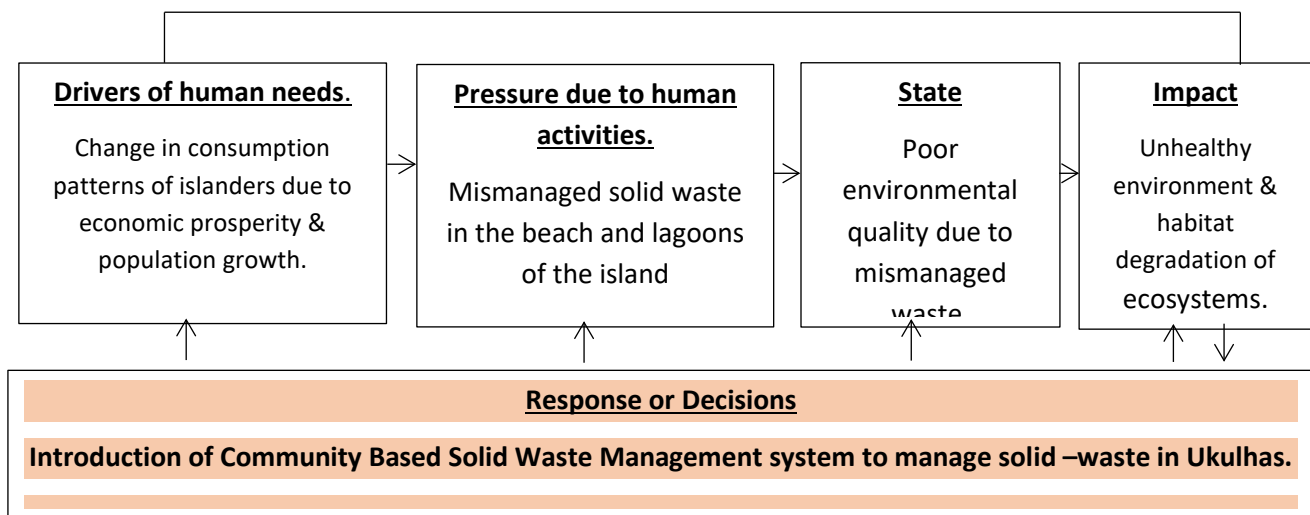 Drivers of human needs.
Change in consumption
patterns of islanders due to
economic prosperity &
population growth.
Pressure due to human
activities.
Mismanaged solid waste
in the beach and lagoons
of the island
State
Poor
environmental
quality due to
mismanaged
waste
Impact
Unhealthy
environment &
habitat
degradation of
ecosystems.
Response or Decisions
Introduction of Community Based Solid Waste Management system to manage solid –waste in Ukulhas.